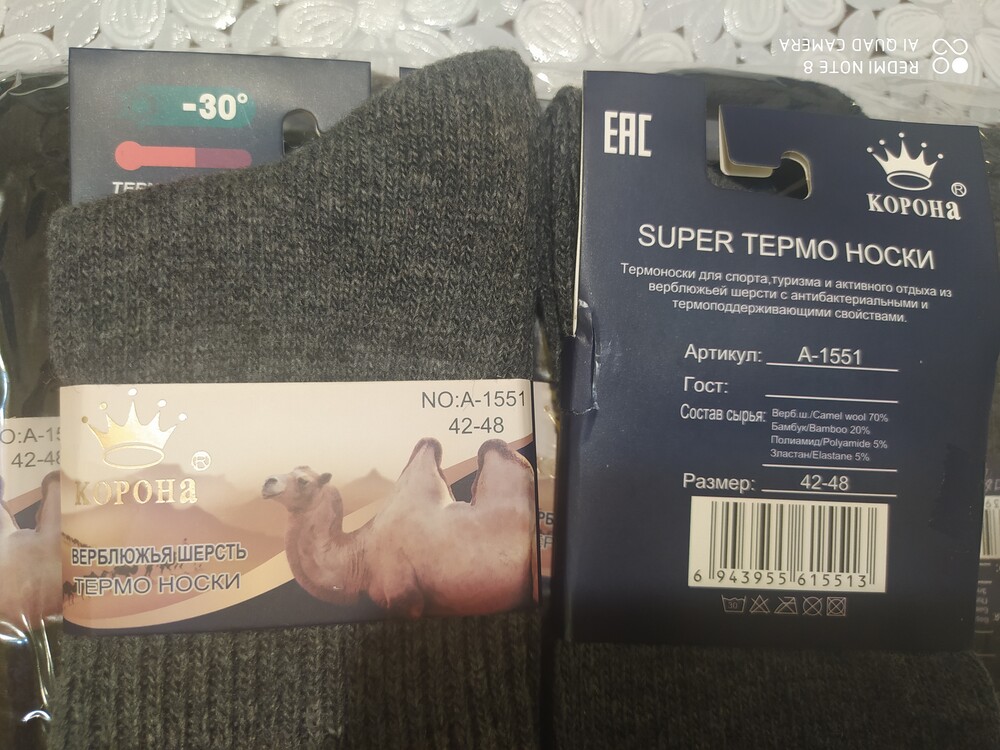 REDMI NOTE 8
AI QUAD CAMERA
-30°
NO:A-1551
42-48
КОРОНа
®
ВЕРБЛЮЖЬЯ ШЕРСТЬ
ТЕРМО НОСКИ
42-48
EAC
КОРОНа
®
SUPER ТЕРМО НОСКИ
Термоноски для спорта,туризма и активного отдыха из
верблюжьей шерсти с антибактериальными и
термоподдерживающими свойствами.
Артикул: А-1551
Гост:
Состав сырья: Верб.ш./Camel wool 70%
Бамбук/Bamboo 20%
Полиамид/Polyamide 5%
Эластан/Elastane 5%
Размер: 42-48
6 943955 615513
30